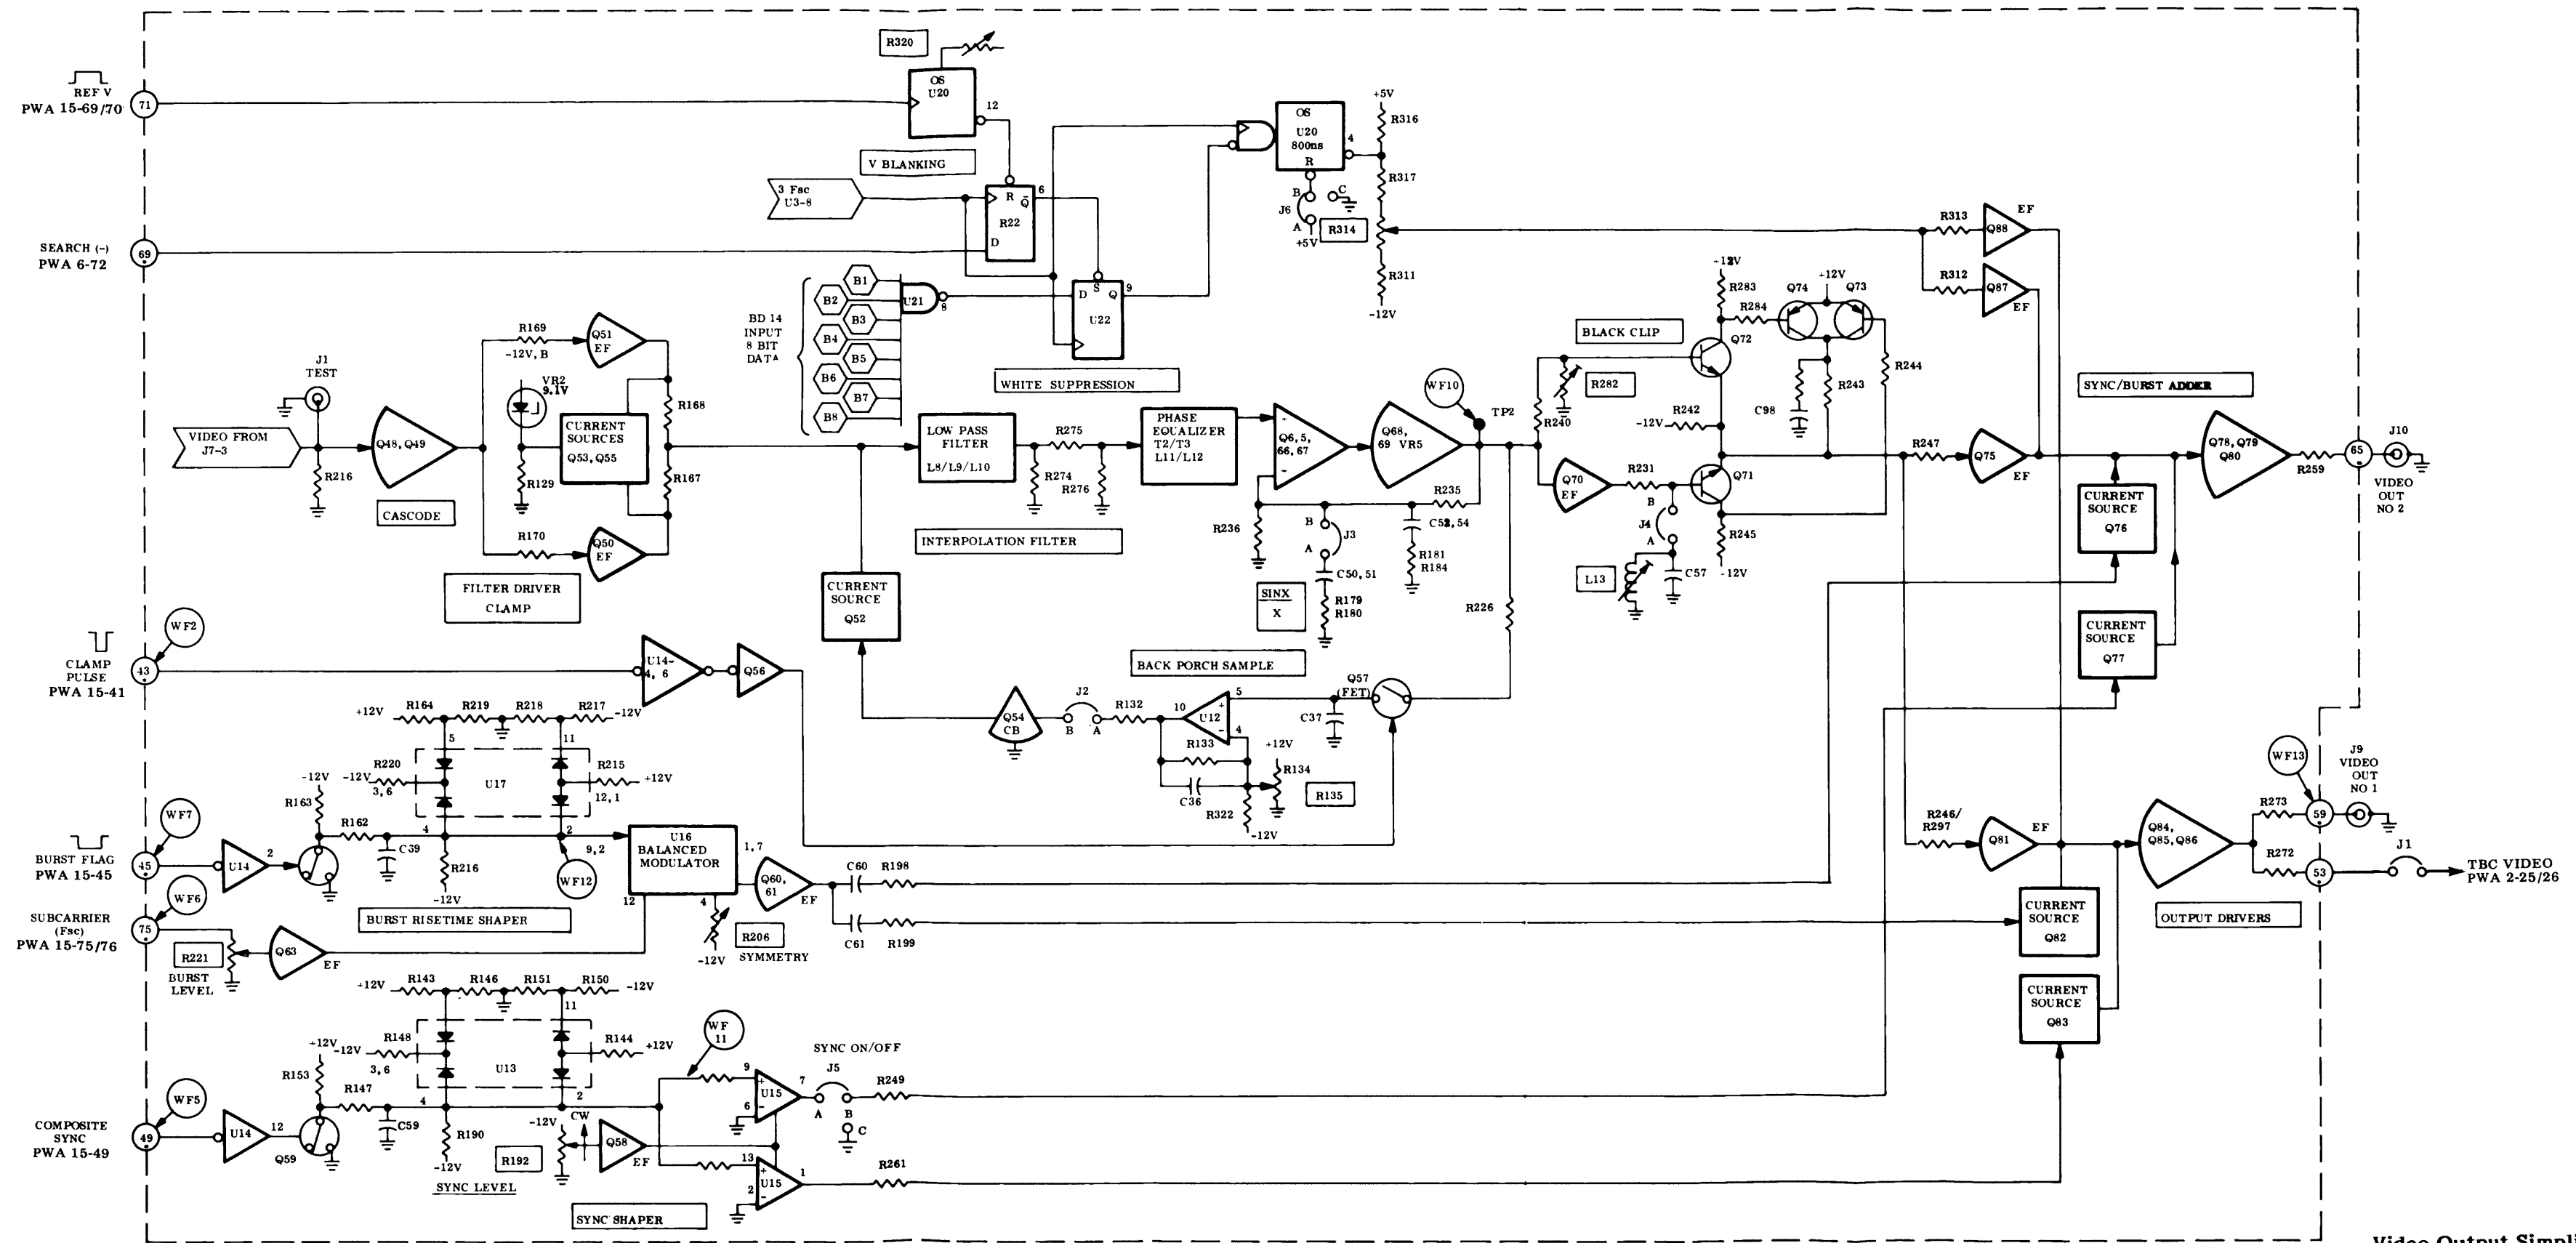 REF V
PWA 15-69/70
71
R320
OS
U20
12
V BLANKING
3 Fsc
U3-8
R
6
Q̄
R22
D
SEARCH (-)
PWA 6-72
69
OS
U20
800ns
R
4
+5V
R316
R317
B
C
J6
A
+5V
R314
R311
-12V
R313
Q88
EF
R312
Q87
EF
BD 14
INPUT
8 BIT
DATA
B1
B2
B3
B4
B5
B6
B7
B8
U21
8
D
S
Q
9
U22
WHITE SUPPRESSION
J1
TEST
VIDEO FROM
J7-3
R216
Q48, Q49
CASCODE
R169
-12V, B
Q51
EF
VR2
9.1V
CURRENT
SOURCES
Q53, Q55
R129
R168
R167
R170
Q50
EF
FILTER DRIVER
CLAMP
LOW PASS
FILTER
L8/L9/L10
R275
R274
R276
PHASE
EQUALIZER
T2/T3
L11/L12
INTERPOLATION FILTER
-
Q6, 5,
66, 67
-
Q68,
69 VR5
WF10
TP2
R235
R236
B
J3
A
C50, 51
R179
R180
SINX
X
C52, 54
R181
R184
R226
BLACK CLIP
R240
R282
Q70
EF
R231
B
J4
A
L13
C57
-12V
R283
R284
Q72
Q74
+12V
Q73
R242
-12V
C98
R243
R244
Q71
R245
-12V
R247
Q75
EF
SYNC/BURST ADDER
CURRENT
SOURCE
Q76
CURRENT
SOURCE
Q77
Q78, Q79
Q80
R259
65
J10
VIDEO
OUT
NO 2
CURRENT
SOURCE
Q52
CLAMP
PULSE
PWA 15-41
43
WF2
U14-
4, 6
Q56
BACK PORCH SAMPLE
Q54
CB
J2
B
A
R132
10
U12
+
5
-
4
C37
Q57
(FET)
R133
C36
R322
-12V
+12V
R134
R135
+12V
R164
R219
R218
R217
-12V
5
11
U17
R220
-12V
3, 6
R215
+12V
12, 1
-12V
R163
R162
C39
4
2
R216
-12V
9, 2
WF12
BURST FLAG
PWA 15-45
45
WF7
U14
2
BURST RISETIME SHAPER
U16
BALANCED
MODULATOR
1, 7
12
4
R206
-12V
SYMMETRY
Q60,
61
EF
C60
R198
C61
R199
SUBCARRIER
(Fsc)
PWA 15-75/76
75
WF6
R221
BURST
LEVEL
Q63
EF
R246/
R297
Q81
EF
CURRENT
SOURCE
Q82
CURRENT
SOURCE
Q83
Q84,
Q85, Q86
OUTPUT DRIVERS
R273
R272
WF13
59
J9
VIDEO
OUT
NO 1
53
J1
TBC VIDEO
PWA 2-25/26
+12V
R143
R146
R151
R150
-12V
11
U13
R148
-12V
3, 6
R144
+12V
+12V
R153
R147
C59
4
2
R190
-12V
SYNC LEVEL
COMPOSITE
SYNC
PWA 15-49
49
WF5
U14
12
Q59
-12V
CW
R192
Q58
EF
WF
11
9
+
U15
6
-
7
SYNC ON/OFF
J5
A
B
C
R249
13
+
U15
2
-
1
R261
SYNC SHAPER